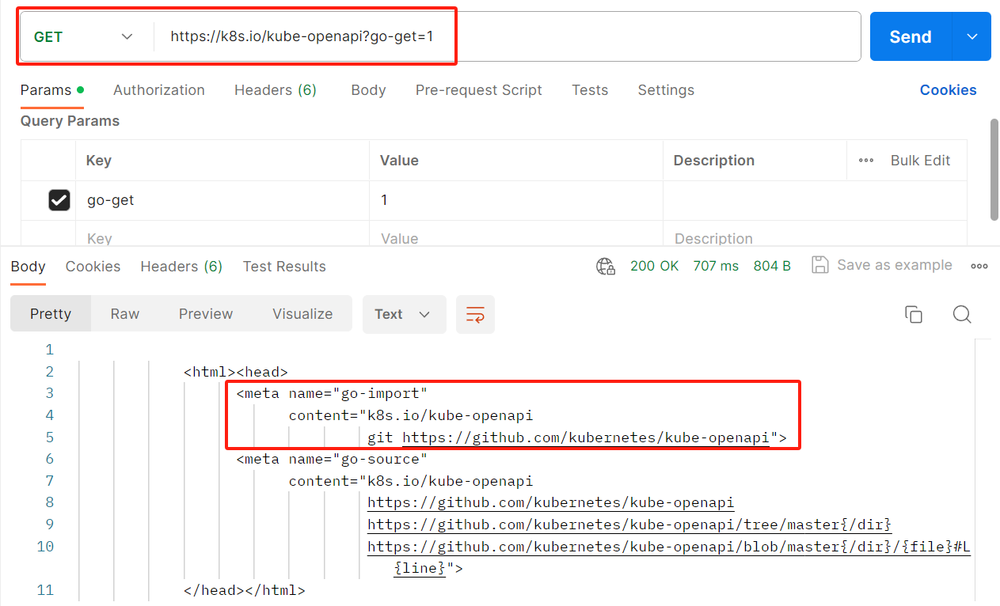 GET https://k8s.io/kube-openapi?go-get=1 Send
Params Authorization Headers (6) Body Pre-request Script Tests Settings Cookies
Query Params
Key Value Description Bulk Edit
go-get 1
Key Value Description
Body Cookies Headers (6) Test Results 200 OK 707 ms 804 B Save as example
Pretty Raw Preview Visualize Text
1
2 <html><head>
3 <meta name="go-import"
4 content="k8s.io/kube-openapi
5 git https://github.com/kubernetes/kube-openapi">
6 <meta name="go-source"
7 content="k8s.io/kube-openapi
8 https://github.com/kubernetes/kube-openapi
9 https://github.com/kubernetes/kube-openapi/tree/master{/dir}
10 https://github.com/kubernetes/kube-openapi/blob/master{/dir}/{file}#L
{line}">
11 </head></html>